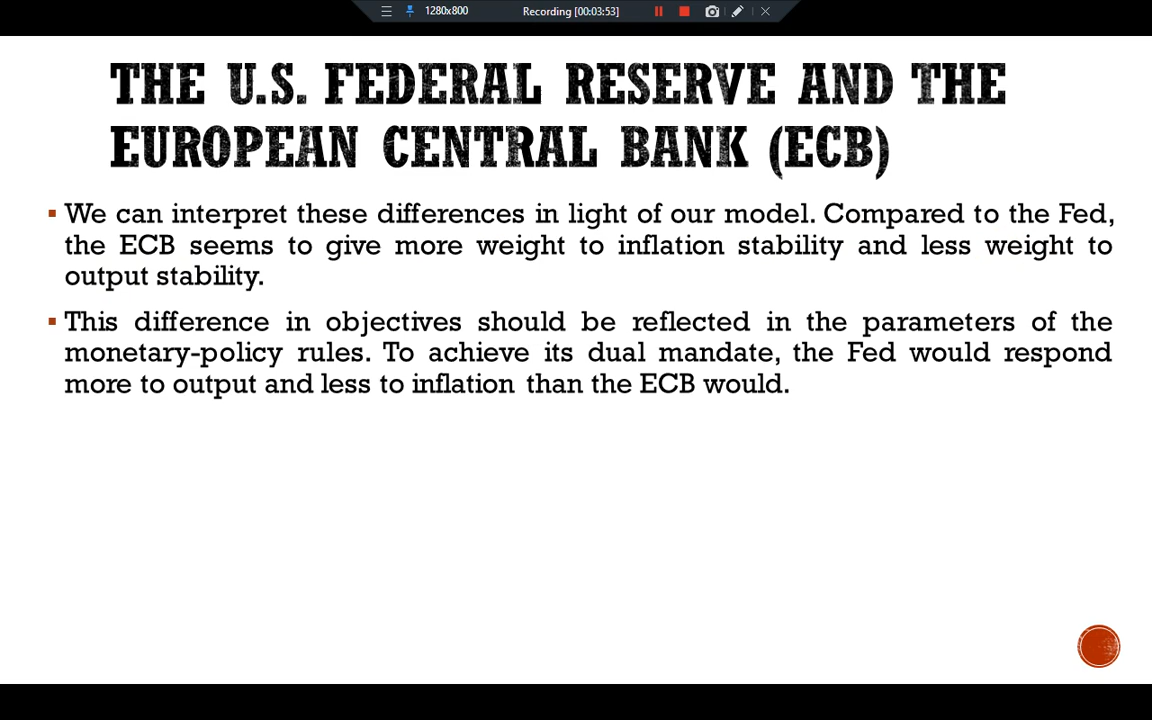 1280x800
Recording [00:03:53]
THE U.S. FEDERAL RESERVE AND THE
EUROPEAN CENTRAL BANK (ECB)
▪ We can interpret these differences in light of our model. Compared to the Fed,
the ECB seems to give more weight to inflation stability and less weight to
output stability.
▪ This difference in objectives should be reflected in the parameters of the
monetary-policy rules. To achieve its dual mandate, the Fed would respond
more to output and less to inflation than the ECB would.